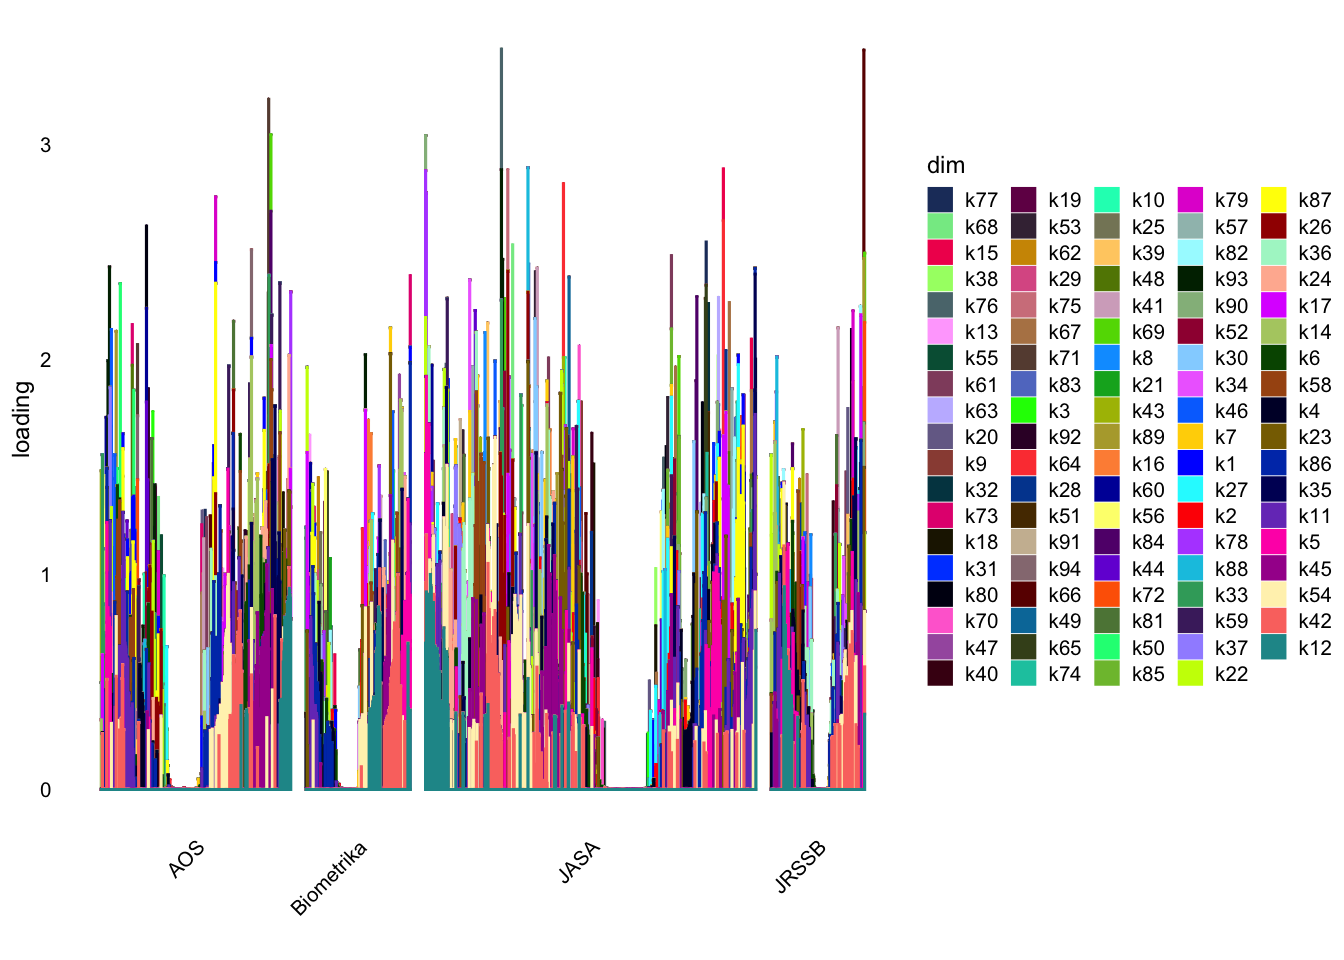 3
2
1
0
loading
AOS
Biometrika
JASA
JRSSB
dim
k77 k19 k10 k79 k87
k68 k53 k25 k57 k26
k15 k62 k39 k82 k36
k38 k29 k48 k93 k24
k76 k75 k41 k90 k17
k13 k67 k69 k52 k14
k55 k71 k8 k30 k6
k61 k83 k21 k34 k58
k63 k3 k43 k46 k4
k20 k92 k89 k7 k23
k9 k64 k16 k1 k86
k32 k28 k60 k27 k35
k73 k51 k56 k2 k11
k18 k91 k84 k78 k5
k31 k94 k44 k88 k45
k80 k66 k72 k33 k54
k70 k49 k81 k59 k42
k47 k65 k50 k37 k12
k40 k74 k85 k22